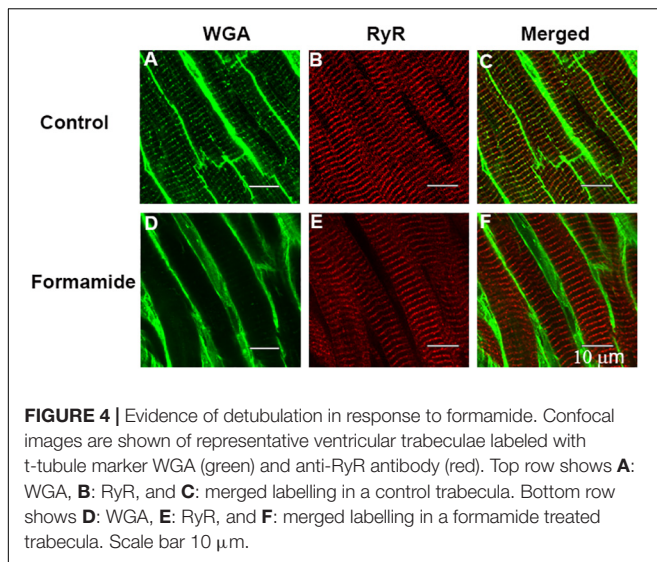 WGA RyR Merged
A B C
Control
D E F
Formamide
10 µm
FIGURE 4 | Evidence of detubulation in response to formamide. Confocal
images are shown of representative ventricular trabeculae labeled with
t-tubule marker WGA (green) and anti-RyR antibody (red). Top row shows A:
WGA, B: RyR, and C: merged labelling in a control trabecula. Bottom row
shows D: WGA, E: RyR, and F: merged labelling in a formamide treated
trabecula. Scale bar 10 µm.